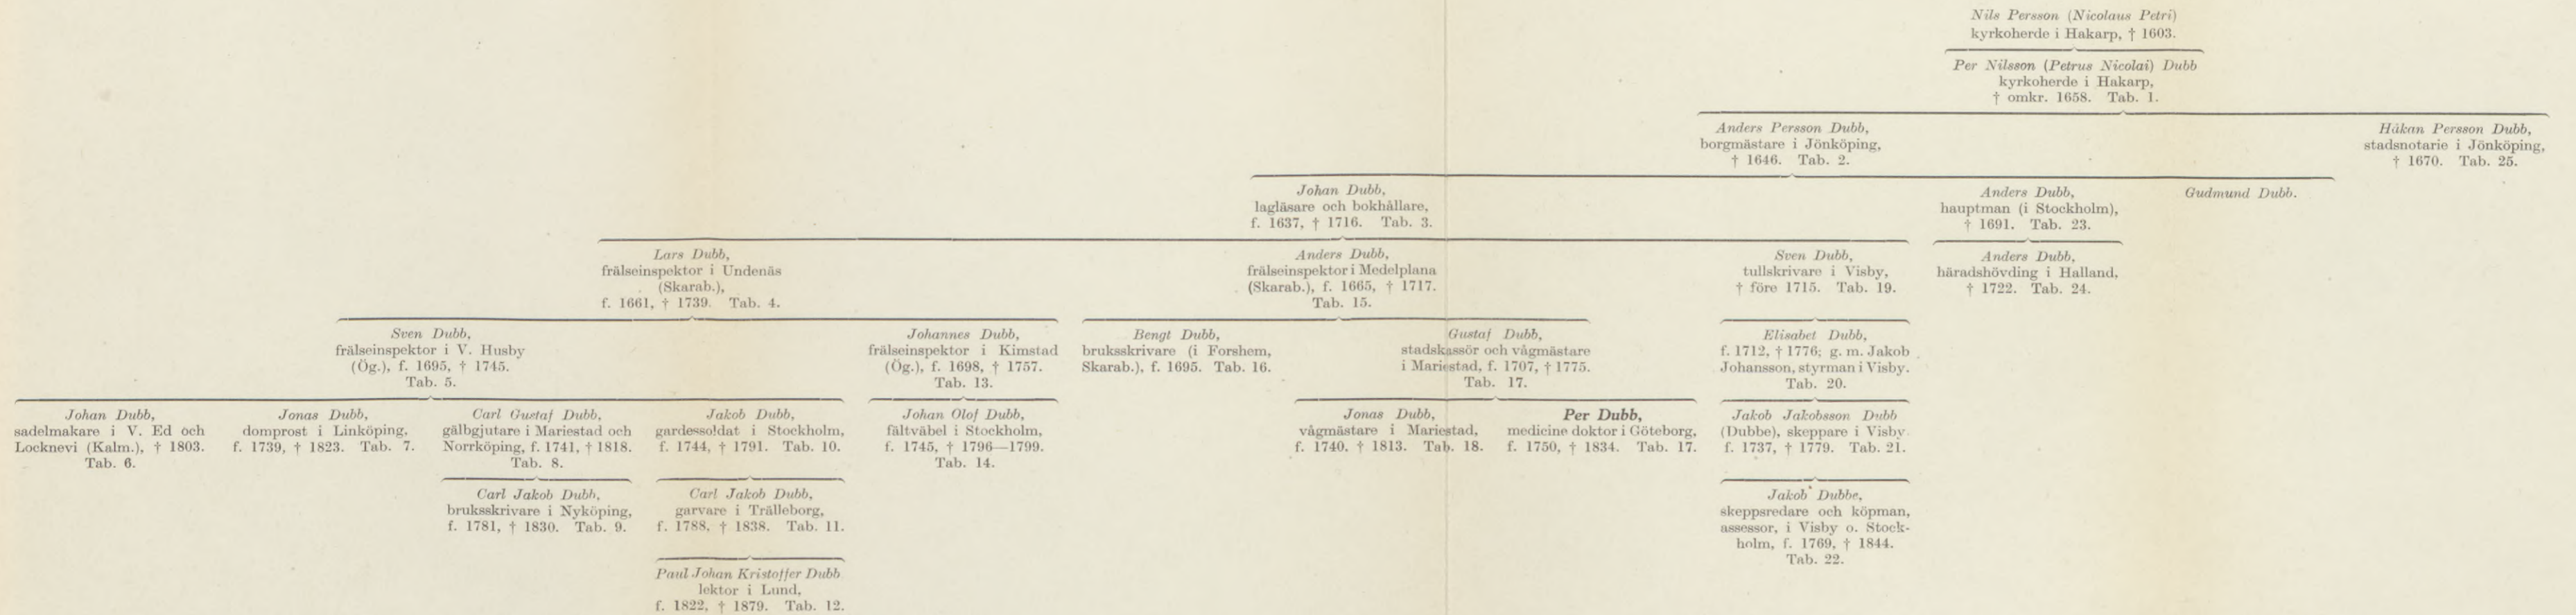 Nils Persson (Nicolaus Petri)
kyrkoherde i Hakarp, † 1603.
Per Nilsson (Petrus Nicolai) Dubb
kyrkoherde i Hakarp,
† omkr. 1658. Tab. 1.
Anders Persson Dubb,
borgmästare i Jönköping,
† 1646. Tab. 2.
Håkan Persson Dubb,
stadsnotarie i Jönköping,
† 1670. Tab. 25.
Johan Dubb,
lagläsare och bokhållare,
f. 1637, † 1716. Tab. 3.
Anders Dubb,
hauptman (i Stockholm),
† 1691. Tab. 23.
Gudmund Dubb.
Lars Dubb,
frälseinspektor i Undenäs
(Skarab.),
f. 1661, † 1739. Tab. 4.
Anders Dubb,
frälseinspektor i Medelplana
(Skarab.), f. 1665, † 1717.
Tab. 15.
Sven Dubb,
tullskrivare i Visby,
† före 1715. Tab. 19.
Anders Dubb,
häradshövding i Halland,
† 1722. Tab. 24.
Sven Dubb,
frälseinspektor i V. Husby
(Ög.), f. 1695, † 1745.
Tab. 5.
Johannes Dubb,
frälseinspektor i Kimstad
(Ög.), f. 1698, † 1757.
Tab. 13.
Bengt Dubb,
bruksskrivare (i Forshem,
Skarab.), f. 1695. Tab. 16.
Gustaf Dubb,
stadskassör och vågmästare
i Mariestad, f. 1707, † 1775.
Tab. 17.
Elisabet Dubb,
f. 1712, † 1776; g. m. Jakob
Johansson, styrman i Visby.
Tab. 20.
Johan Dubb,
sadelmakare i V. Ed och
Locknevi (Kalm.), † 1803.
Tab. 6.
Jonas Dubb,
domprost i Linköping,
f. 1739, † 1823. Tab. 7.
Carl Gustaf Dubb,
gälbgjutare i Mariestad och
Norrköping, f. 1741, † 1818.
Tab. 8.
Jakob Dubb,
gardessoldat i Stockholm,
f. 1744, † 1791. Tab. 10.
Johan Olof Dubb,
fältväbel i Stockholm,
f. 1745, † 1796—1799.
Tab. 14.
Jonas Dubb,
vågmästare i Mariestad,
f. 1740. † 1813. Tab. 18.
Per Dubb,
medicine doktor i Göteborg,
f. 1750, † 1834. Tab. 17.
Jakob Jakobsson Dubb
(Dubbe), skeppare i Visby
f. 1737, † 1779. Tab. 21.
Carl Jakob Dubb,
bruksskrivare i Nyköping,
f. 1781, † 1830. Tab. 9.
Carl Jakob Dubb,
garvare i Trälleborg,
f. 1788, † 1838. Tab. 11.
Jakob Dubbe,
skeppsredare och köpman,
assessor, i Visby o. Stock-
holm, f. 1769, † 1844.
Tab. 22.
Paul Johan Kristoffer Dubb
lektor i Lund,
f. 1822, † 1879. Tab. 12.